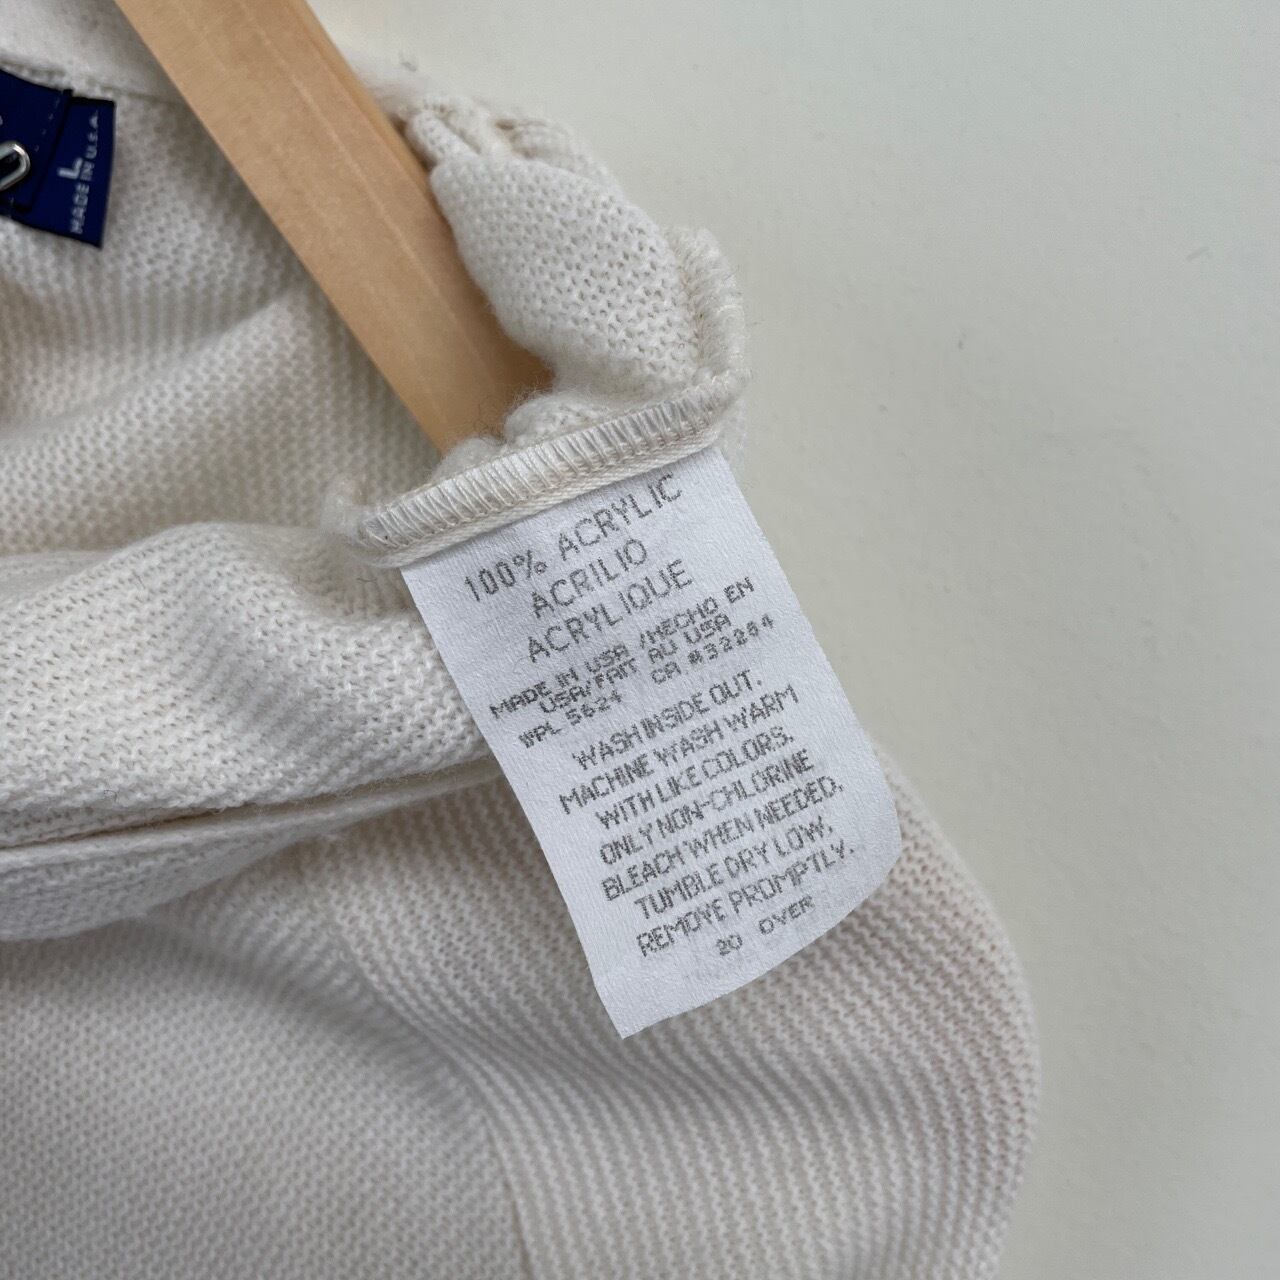 L
MADE IN U.S.A.
100% ACRYLIC
ACRILIO
ACRYLIQUE
MADE IN USA /HECHO EN
USA/FAIT AU USA
WPL 5624 CA #32284
WASH INSIDE OUT.
MACHINE WASH WARM
WITH LIKE COLORS.
ONLY NON-CHLORINE
BLEACH WHEN NEEDED.
TUMBLE DRY LOW.
REMOVE PROMPTLY.
20 OVER